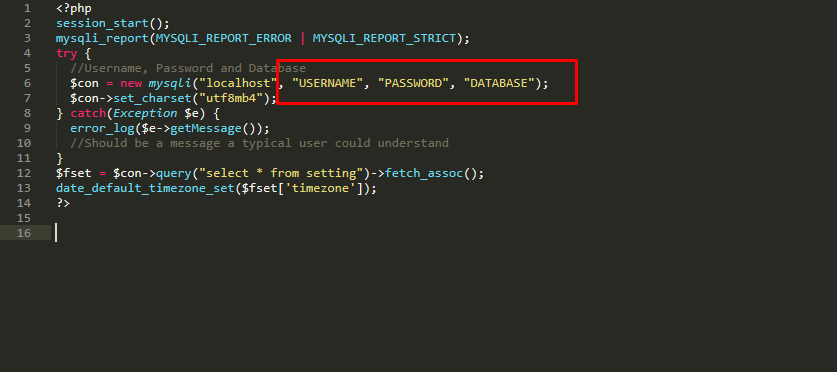 1 <?php
2 session_start();
3 mysqli_report(MYSQLI_REPORT_ERROR | MYSQLI_REPORT_STRICT);
4 try {
5 //Username, Password and Database
6 $con = new mysqli("localhost", "USERNAME", "PASSWORD", "DATABASE");
7 $con->set_charset("utf8mb4");
8 } catch(Exception $e) {
9 error_log($e->getMessage());
10 //Should be a message a typical user could understand
11 }
12 $fset = $con->query("select * from setting")->fetch_assoc();
13 date_default_timezone_set($fset['timezone']);
14 ?>
15
16